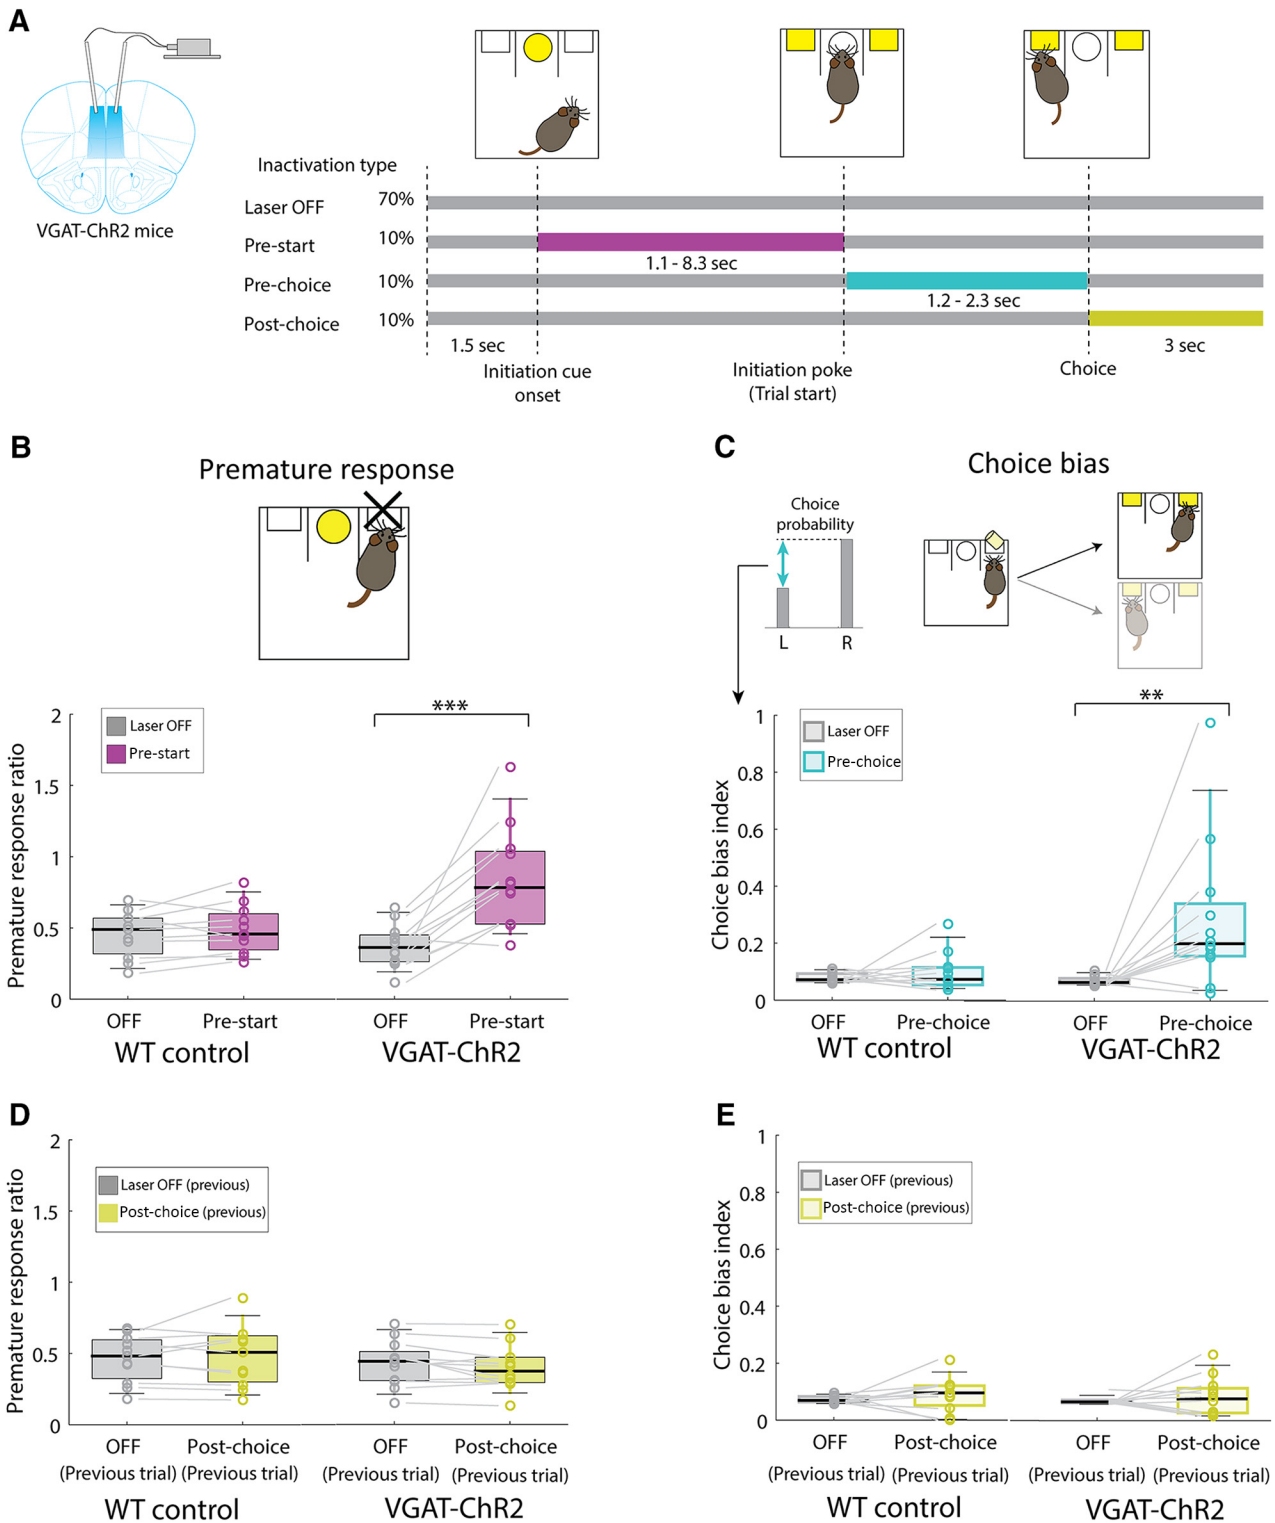 A
VGAT-ChR2 mice
Inactivation type
Laser OFF 70%
Pre-start 10%
1.1 - 8.3 sec
Pre-choice 10%
1.2 - 2.3 sec
Post-choice 10%
1.5 sec
3 sec
Initiation cue
onset
Initiation poke
(Trial start)
Choice
B
Premature response
Premature response ratio
2
1.5
1
0.5
0
Laser OFF
Pre-start
***
OFF
Pre-start
OFF
Pre-start
WT control
VGAT-ChR2
C
Choice bias
Choice
probability
L
R
Choice bias index
1
0.8
0.6
0.4
0.2
0
Laser OFF
Pre-choice
**
OFF
Pre-choice
OFF
Pre-choice
WT control
VGAT-ChR2
D
Premature response ratio
2
1.5
1
0.5
0
Laser OFF (previous)
Post-choice (previous)
OFF
Post-choice
OFF
Post-choice
(Previous trial)
(Previous trial)
(Previous trial)
(Previous trial)
WT control
VGAT-ChR2
E
Choice bias index
1
0.8
0.6
0.4
0.2
0
Laser OFF (previous)
Post-choice (previous)
OFF
Post-choice
OFF
Post-choice
(Previous trial)
(Previous trial)
(Previous trial)
(Previous trial)
WT control
VGAT-ChR2